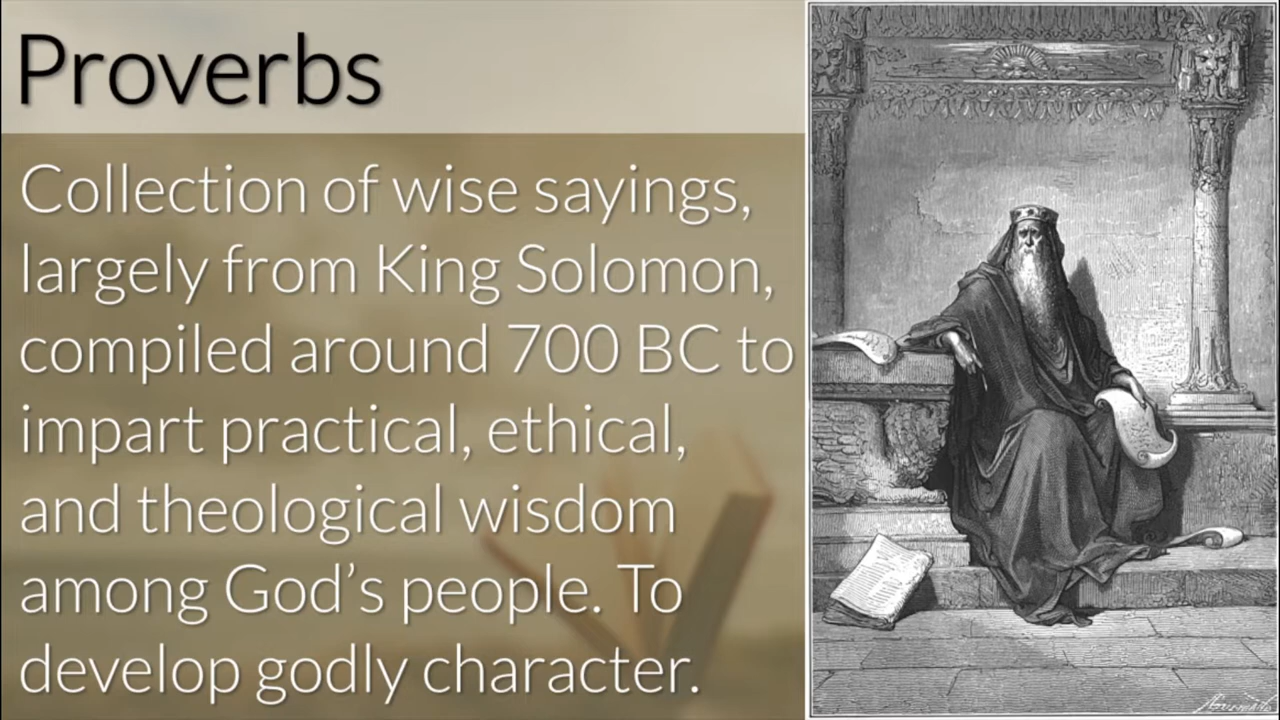 Proverbs
Collection of wise sayings,
largely from King Solomon,
compiled around 700 BC to
impart practical, ethical,
and theological wisdom
among God’s people. To
develop godly character.